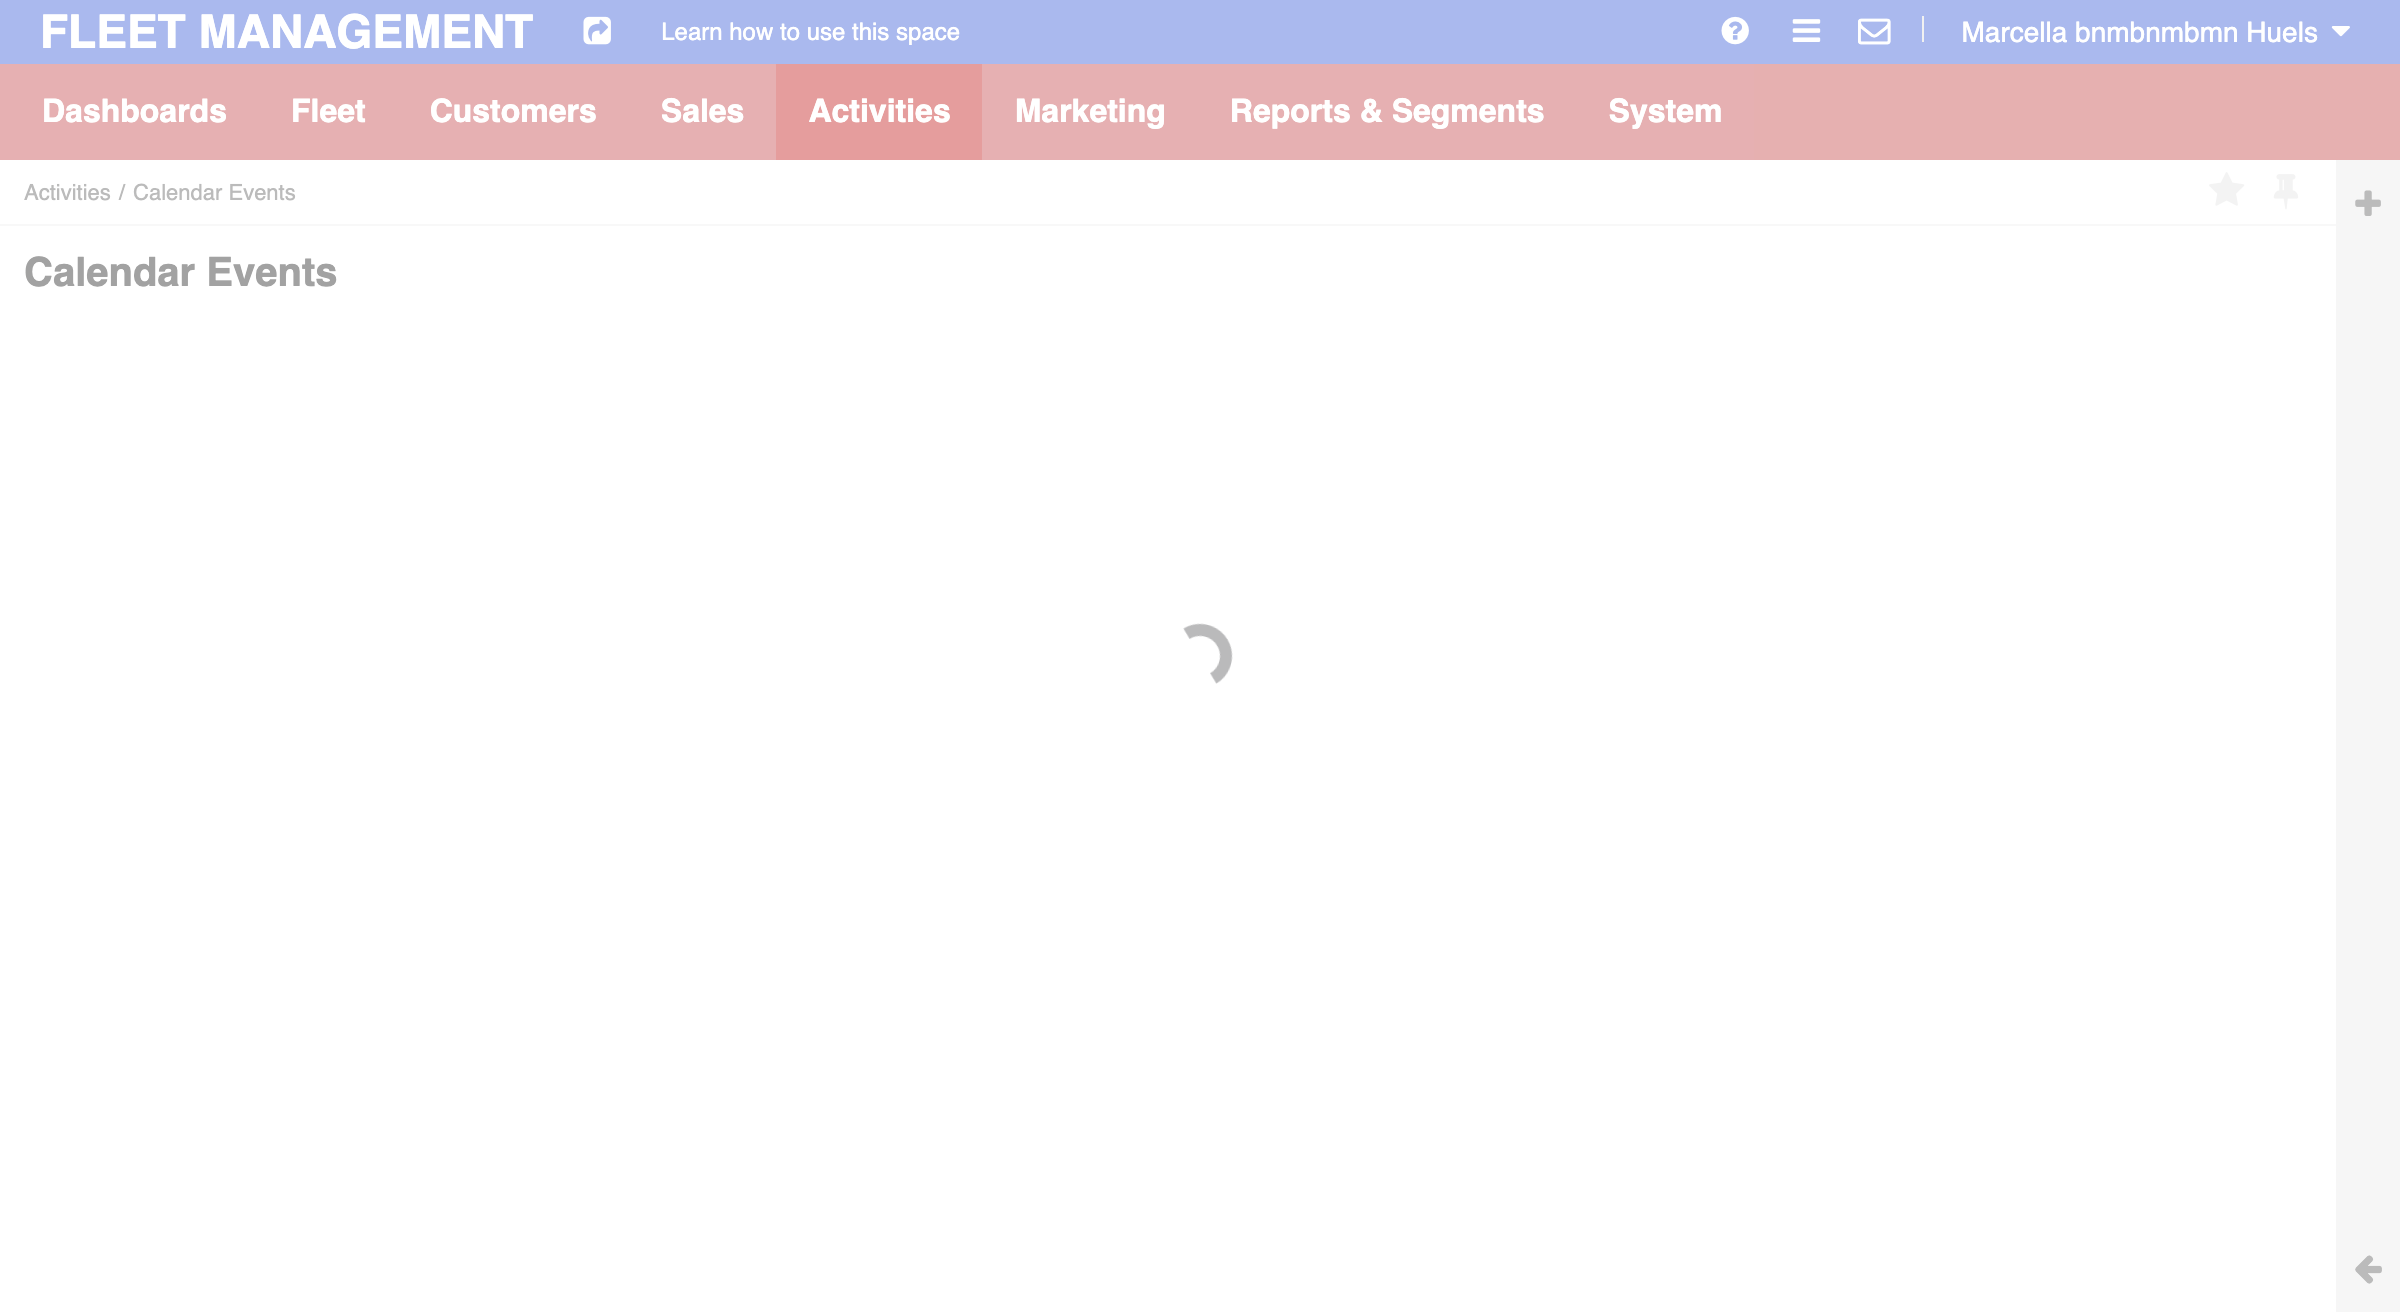 FLEET MANAGEMENT Learn how to use this space Marcella bnmbnmbmn Huels
Dashboards Fleet Customers Sales Activities Marketing Reports & Segments System
Activities / Calendar Events
Calendar Events